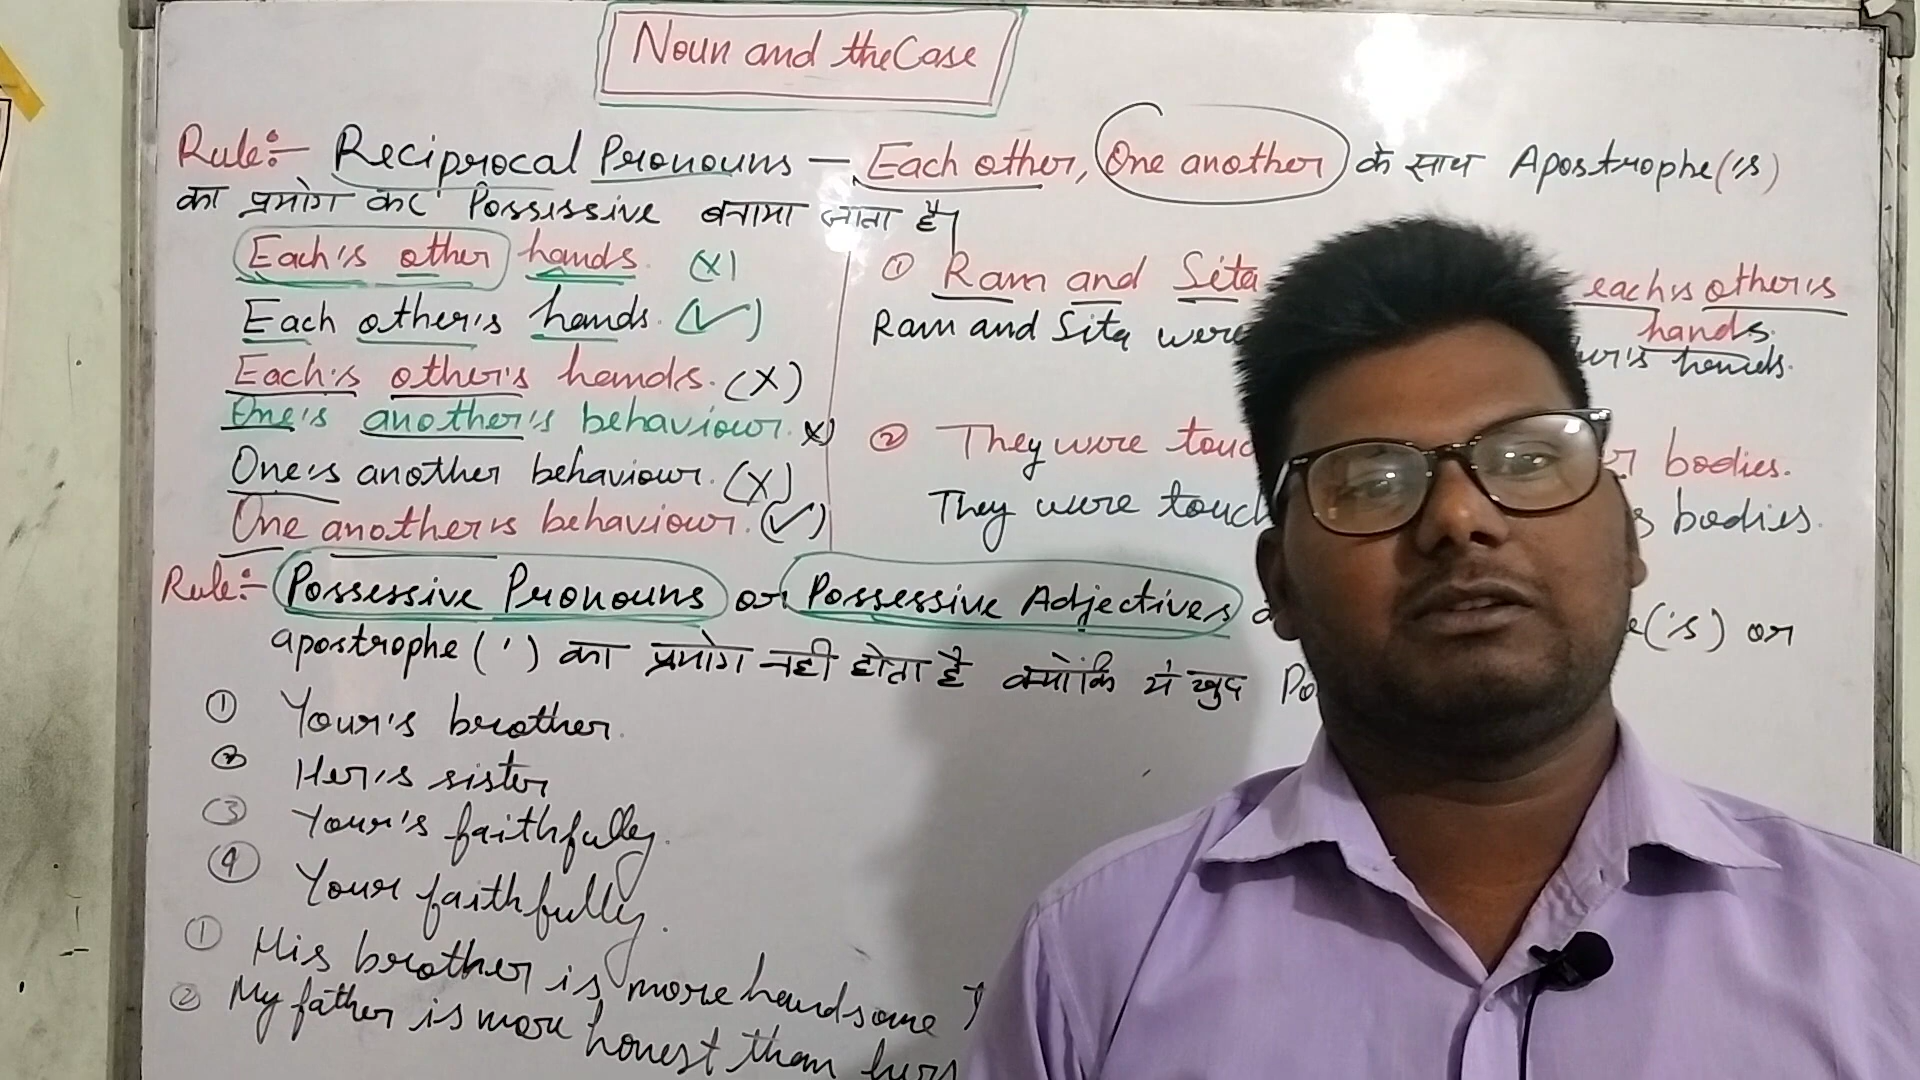 Noun and the Case
Rule:- Reciprocal Pronouns — Each other, One another के साथ Apostrophe('s)
का प्रयोग कर Possessive बनाया जाता है।
Each's other hands. (X)
Each other's hands. (✓)
Each's other's hands. (X)
One's another's behaviour. X)
One's another behaviour. (X)
One another's behaviour. (✓)
① Ram and Sita each's other's
hands.
Ram and Sita were hands.
② They were touc bodies.
They were touch bodies.
Rule:- Possessive Pronouns or Possessive Adjectives ('s) or
apostrophe (') का प्रयोग नही होता है क्योंकि ये खुद Po
① Your's brother.
② Her's sister
③ Your's faithfully.
④ Your faithfully.
① His brother is more handsome
② My father is more honest than hers